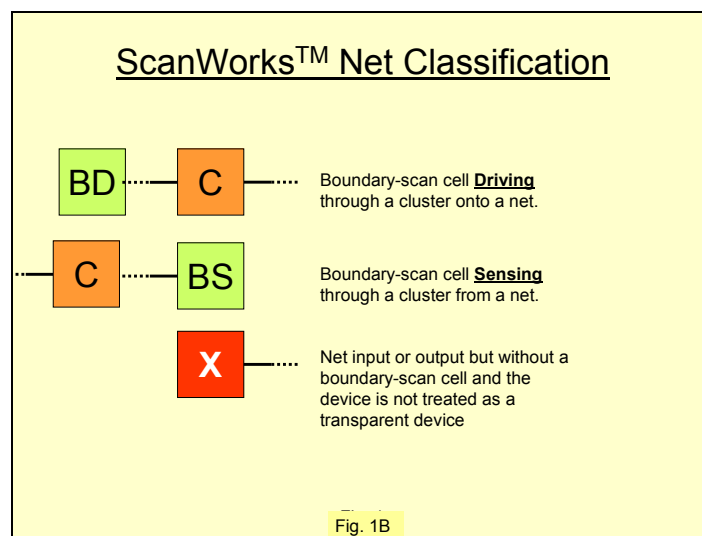 ScanWorks™ Net Classification
BD C Boundary-scan cell Driving
through a cluster onto a net.
C BS Boundary-scan cell Sensing
through a cluster from a net.
X Net input or output but without a
boundary-scan cell and the
device is not treated as a
transparent device
Fig. 1B